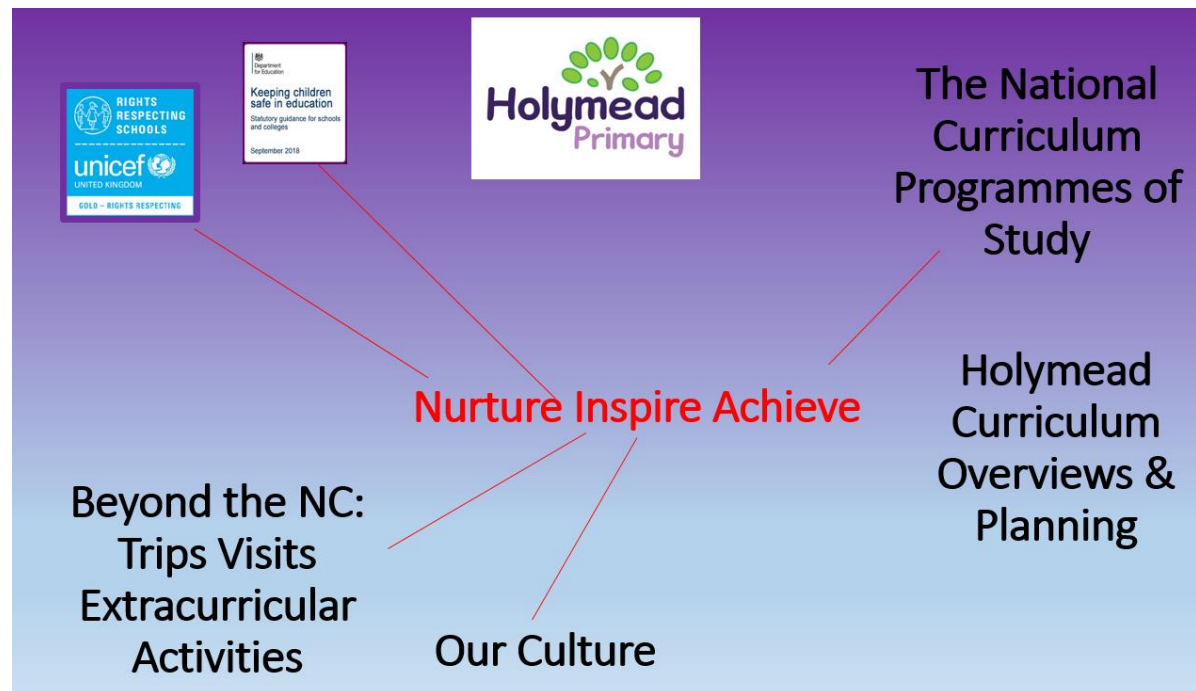 RIGHTS
RESPECTING
SCHOOLS
unicef
UNITED KINGDOM
GOLD – RIGHTS RESPECTING
Department
for Education
Keeping children
safe in education
Statutory guidance for schools
and colleges
September 2018
Holymead
Primary
The National
Curriculum
Programmes of
Study
Nurture Inspire Achieve
Holymead
Curriculum
Overviews &
Planning
Beyond the NC:
Trips Visits
Extracurricular
Activities
Our Culture